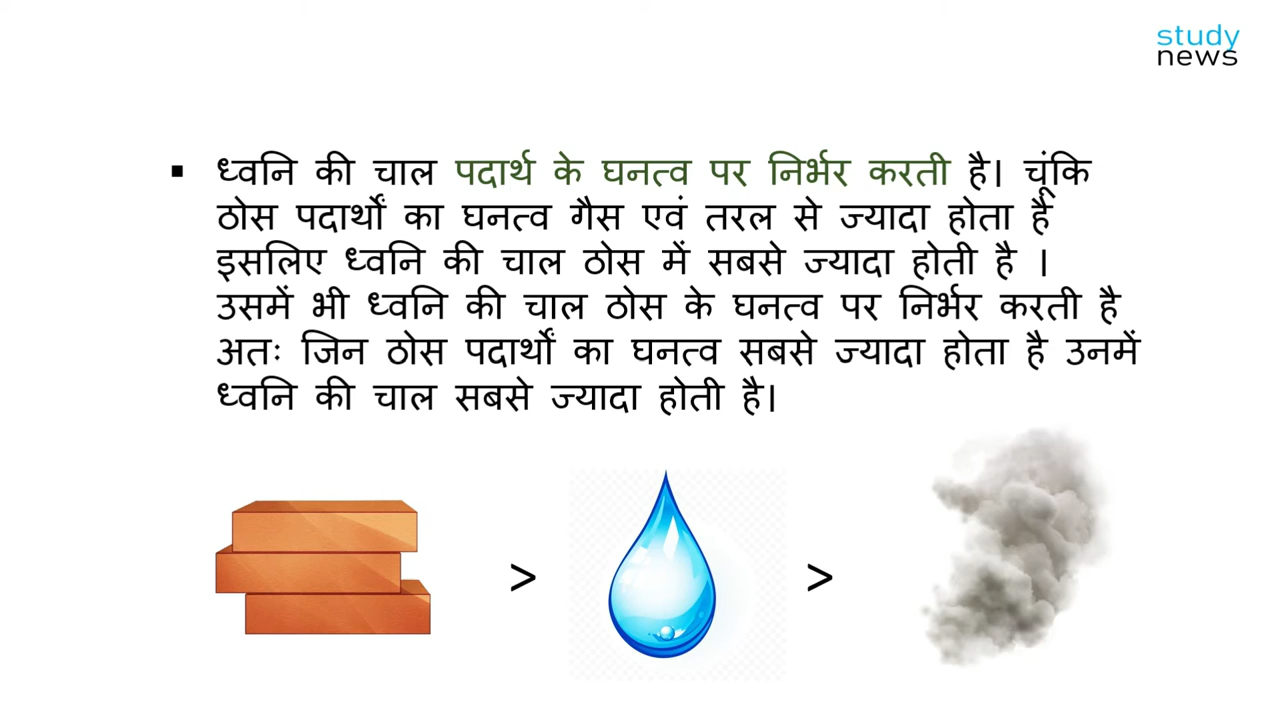 study
news
▪ ध्वनि की चाल पदार्थ के घनत्व पर निर्भर करती है। चूंकि
ठोस पदार्थों का घनत्व गैस एवं तरल से ज्यादा होता है
इसलिए ध्वनि की चाल ठोस में सबसे ज्यादा होती है ।
उसमें भी ध्वनि की चाल ठोस के घनत्व पर निर्भर करती है
अतः जिन ठोस पदार्थों का घनत्व सबसे ज्यादा होता है उनमें
ध्वनि की चाल सबसे ज्यादा होती है।
> >